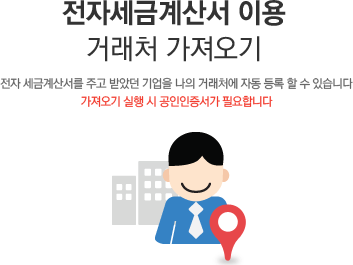 전자세금계산서 이용
거래처 가져오기
전자 세금계산서를 주고 받았던 기업을 나의 거래처에 자동 등록 할 수 있습니다
가져오기 실행 시 공인인증서가 필요합니다